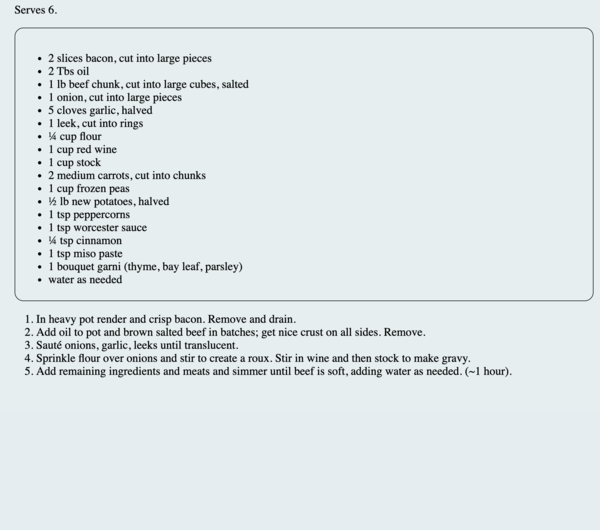 Serves 6.
• 2 slices bacon, cut into large pieces
• 2 Tbs oil
• 1 lb beef chunk, cut into large cubes, salted
• 1 onion, cut into large pieces
• 5 cloves garlic, halved
• 1 leek, cut into rings
• ¼ cup flour
• 1 cup red wine
• 1 cup stock
• 2 medium carrots, cut into chunks
• 1 cup frozen peas
• ½ lb new potatoes, halved
• 1 tsp peppercorns
• 1 tsp worcester sauce
• ¼ tsp cinnamon
• 1 tsp miso paste
• 1 bouquet garni (thyme, bay leaf, parsley)
• water as needed
1. In heavy pot render and crisp bacon. Remove and drain.
2. Add oil to pot and brown salted beef in batches; get nice crust on all sides. Remove.
3. Sauté onions, garlic, leeks until translucent.
4. Sprinkle flour over onions and stir to create a roux. Stir in wine and then stock to make gravy.
5. Add remaining ingredients and meats and simmer until beef is soft, adding water as needed. (~1 hour).